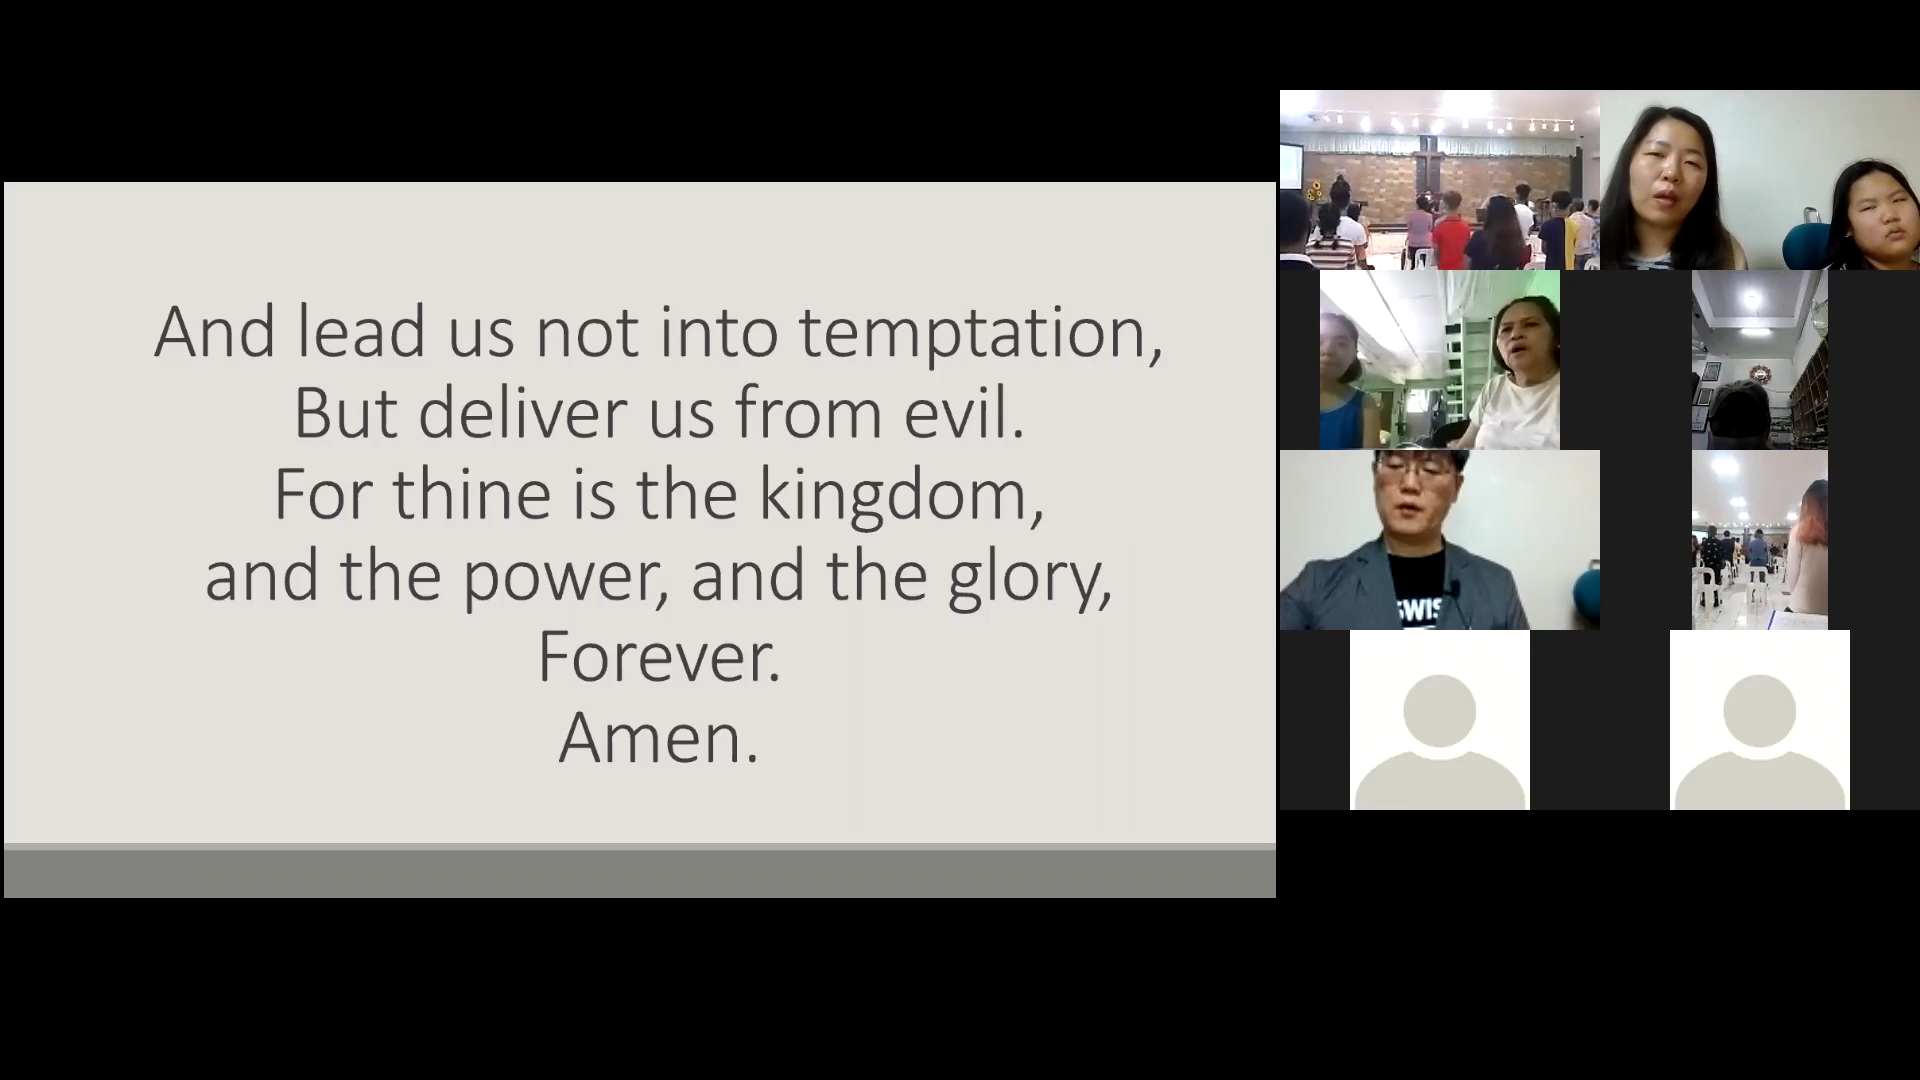 And lead us not into temptation,
But deliver us from evil.
For thine is the kingdom,
and the power, and the glory,
Forever.
Amen.
SWIS